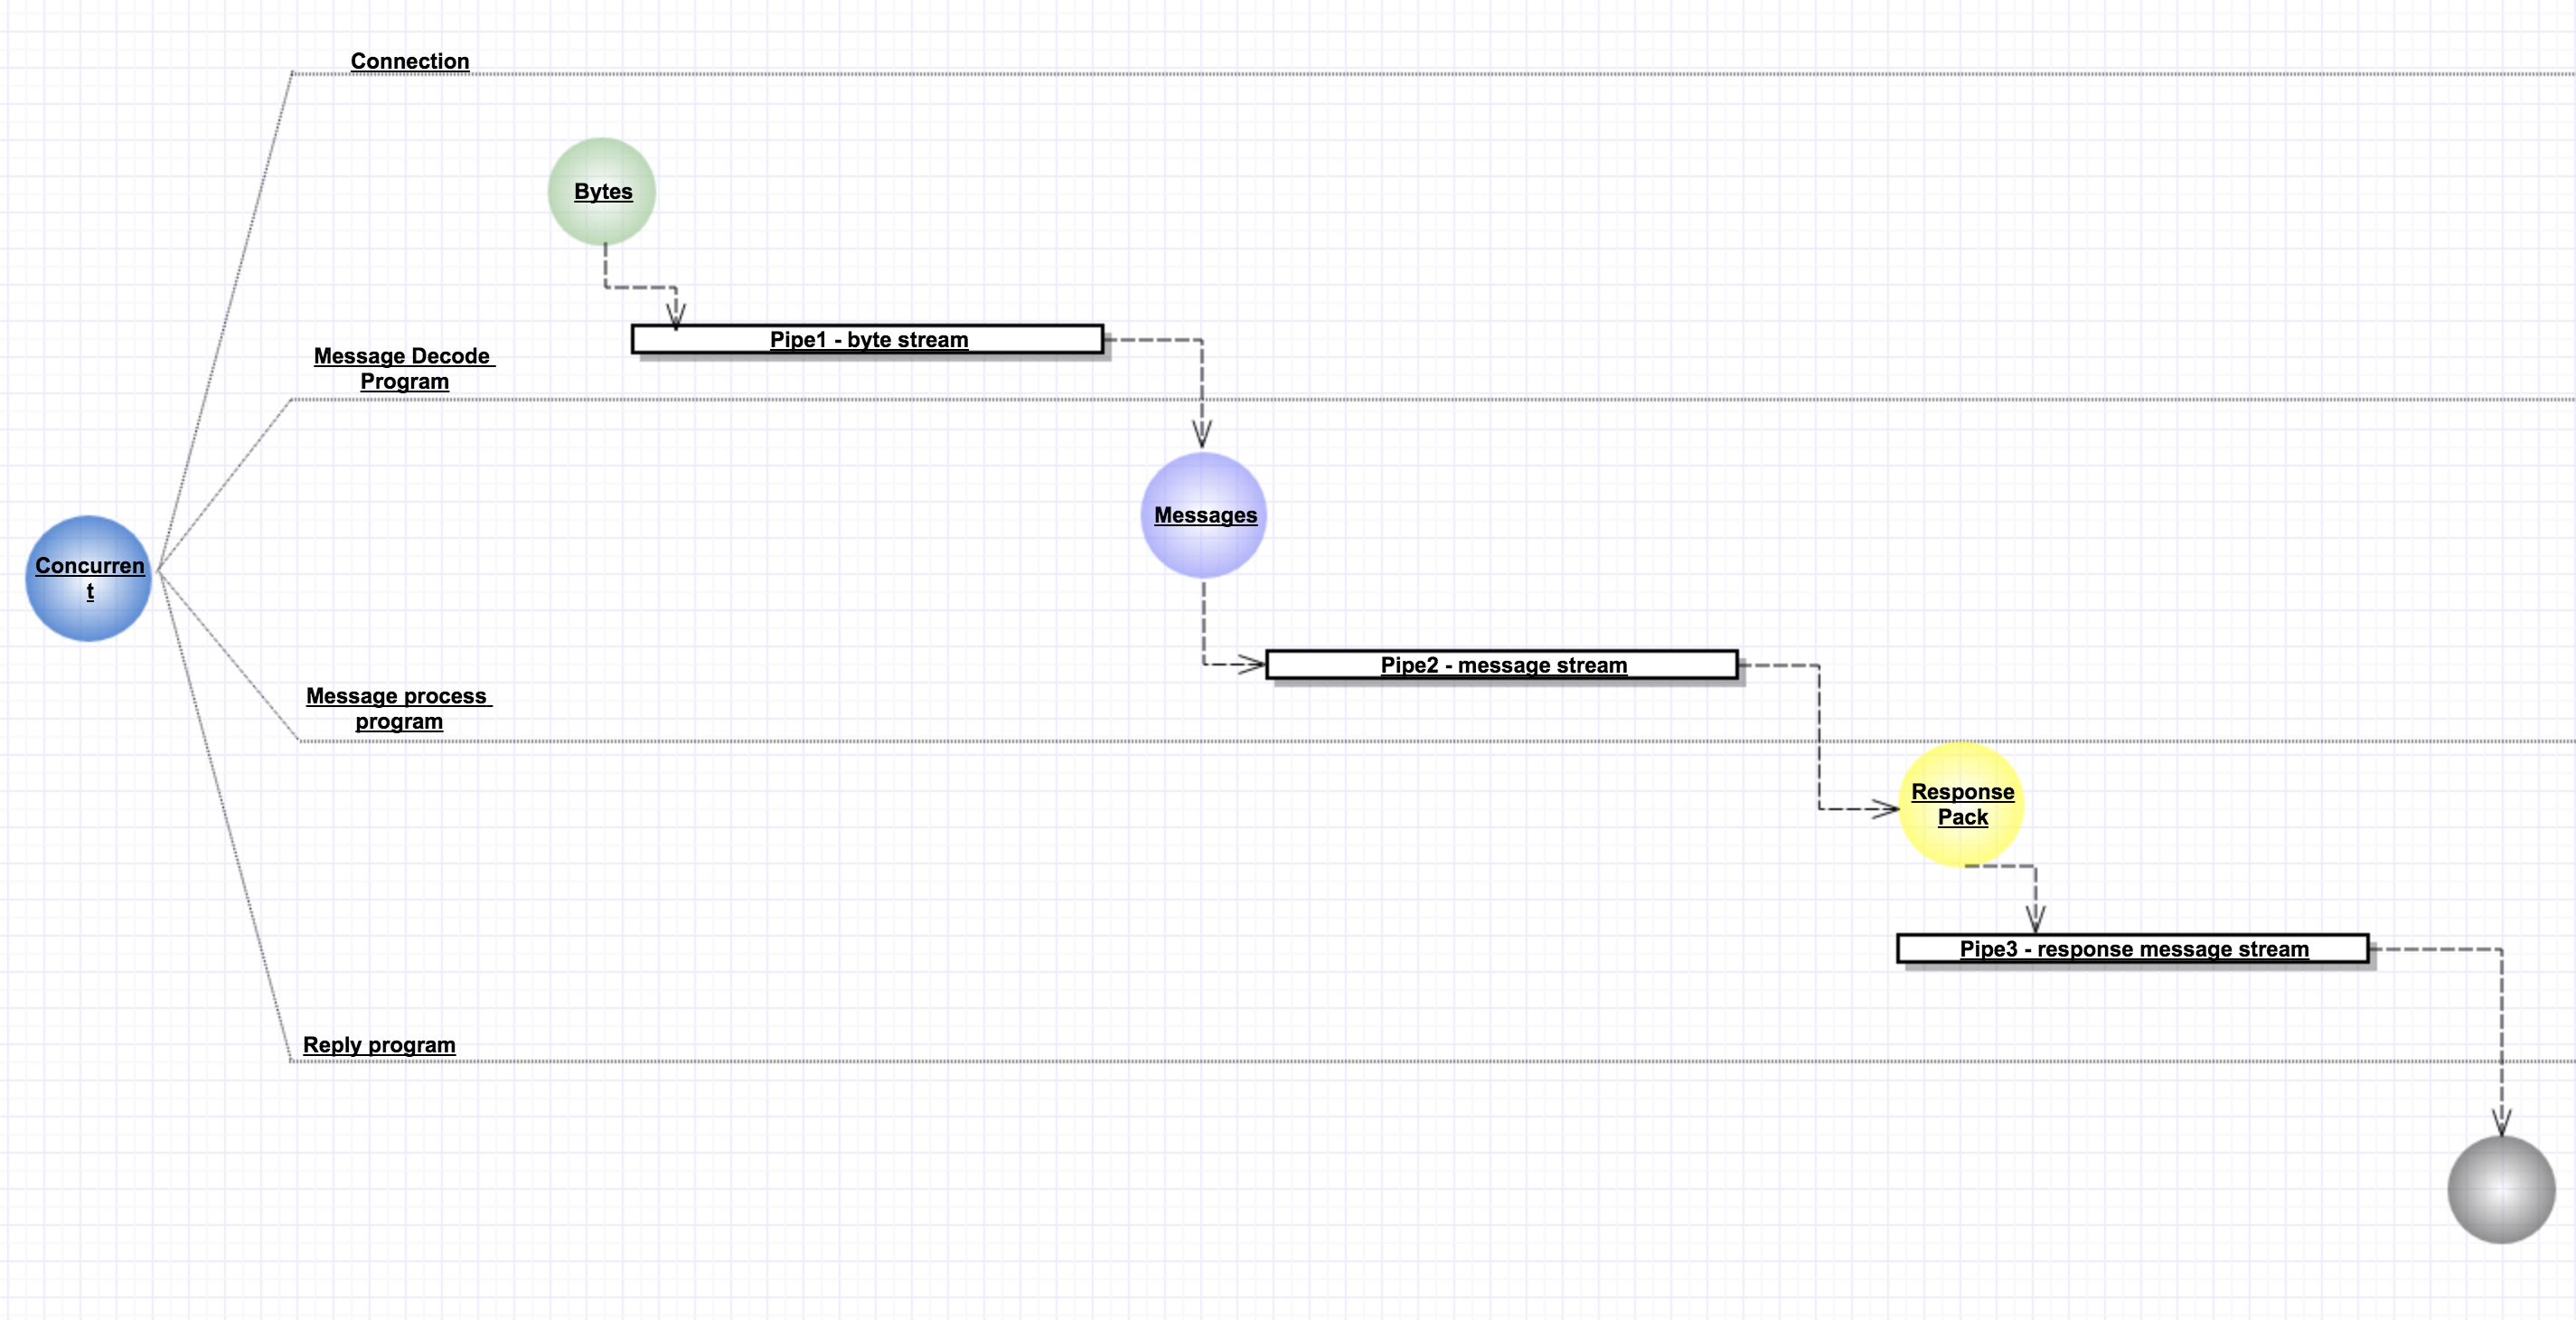 Connection
Bytes
Pipe1 - byte stream
Message Decode
Program
Messages
Concurren
t
Pipe2 - message stream
Message process
program
Response
Pack
Pipe3 - response message stream
Reply program